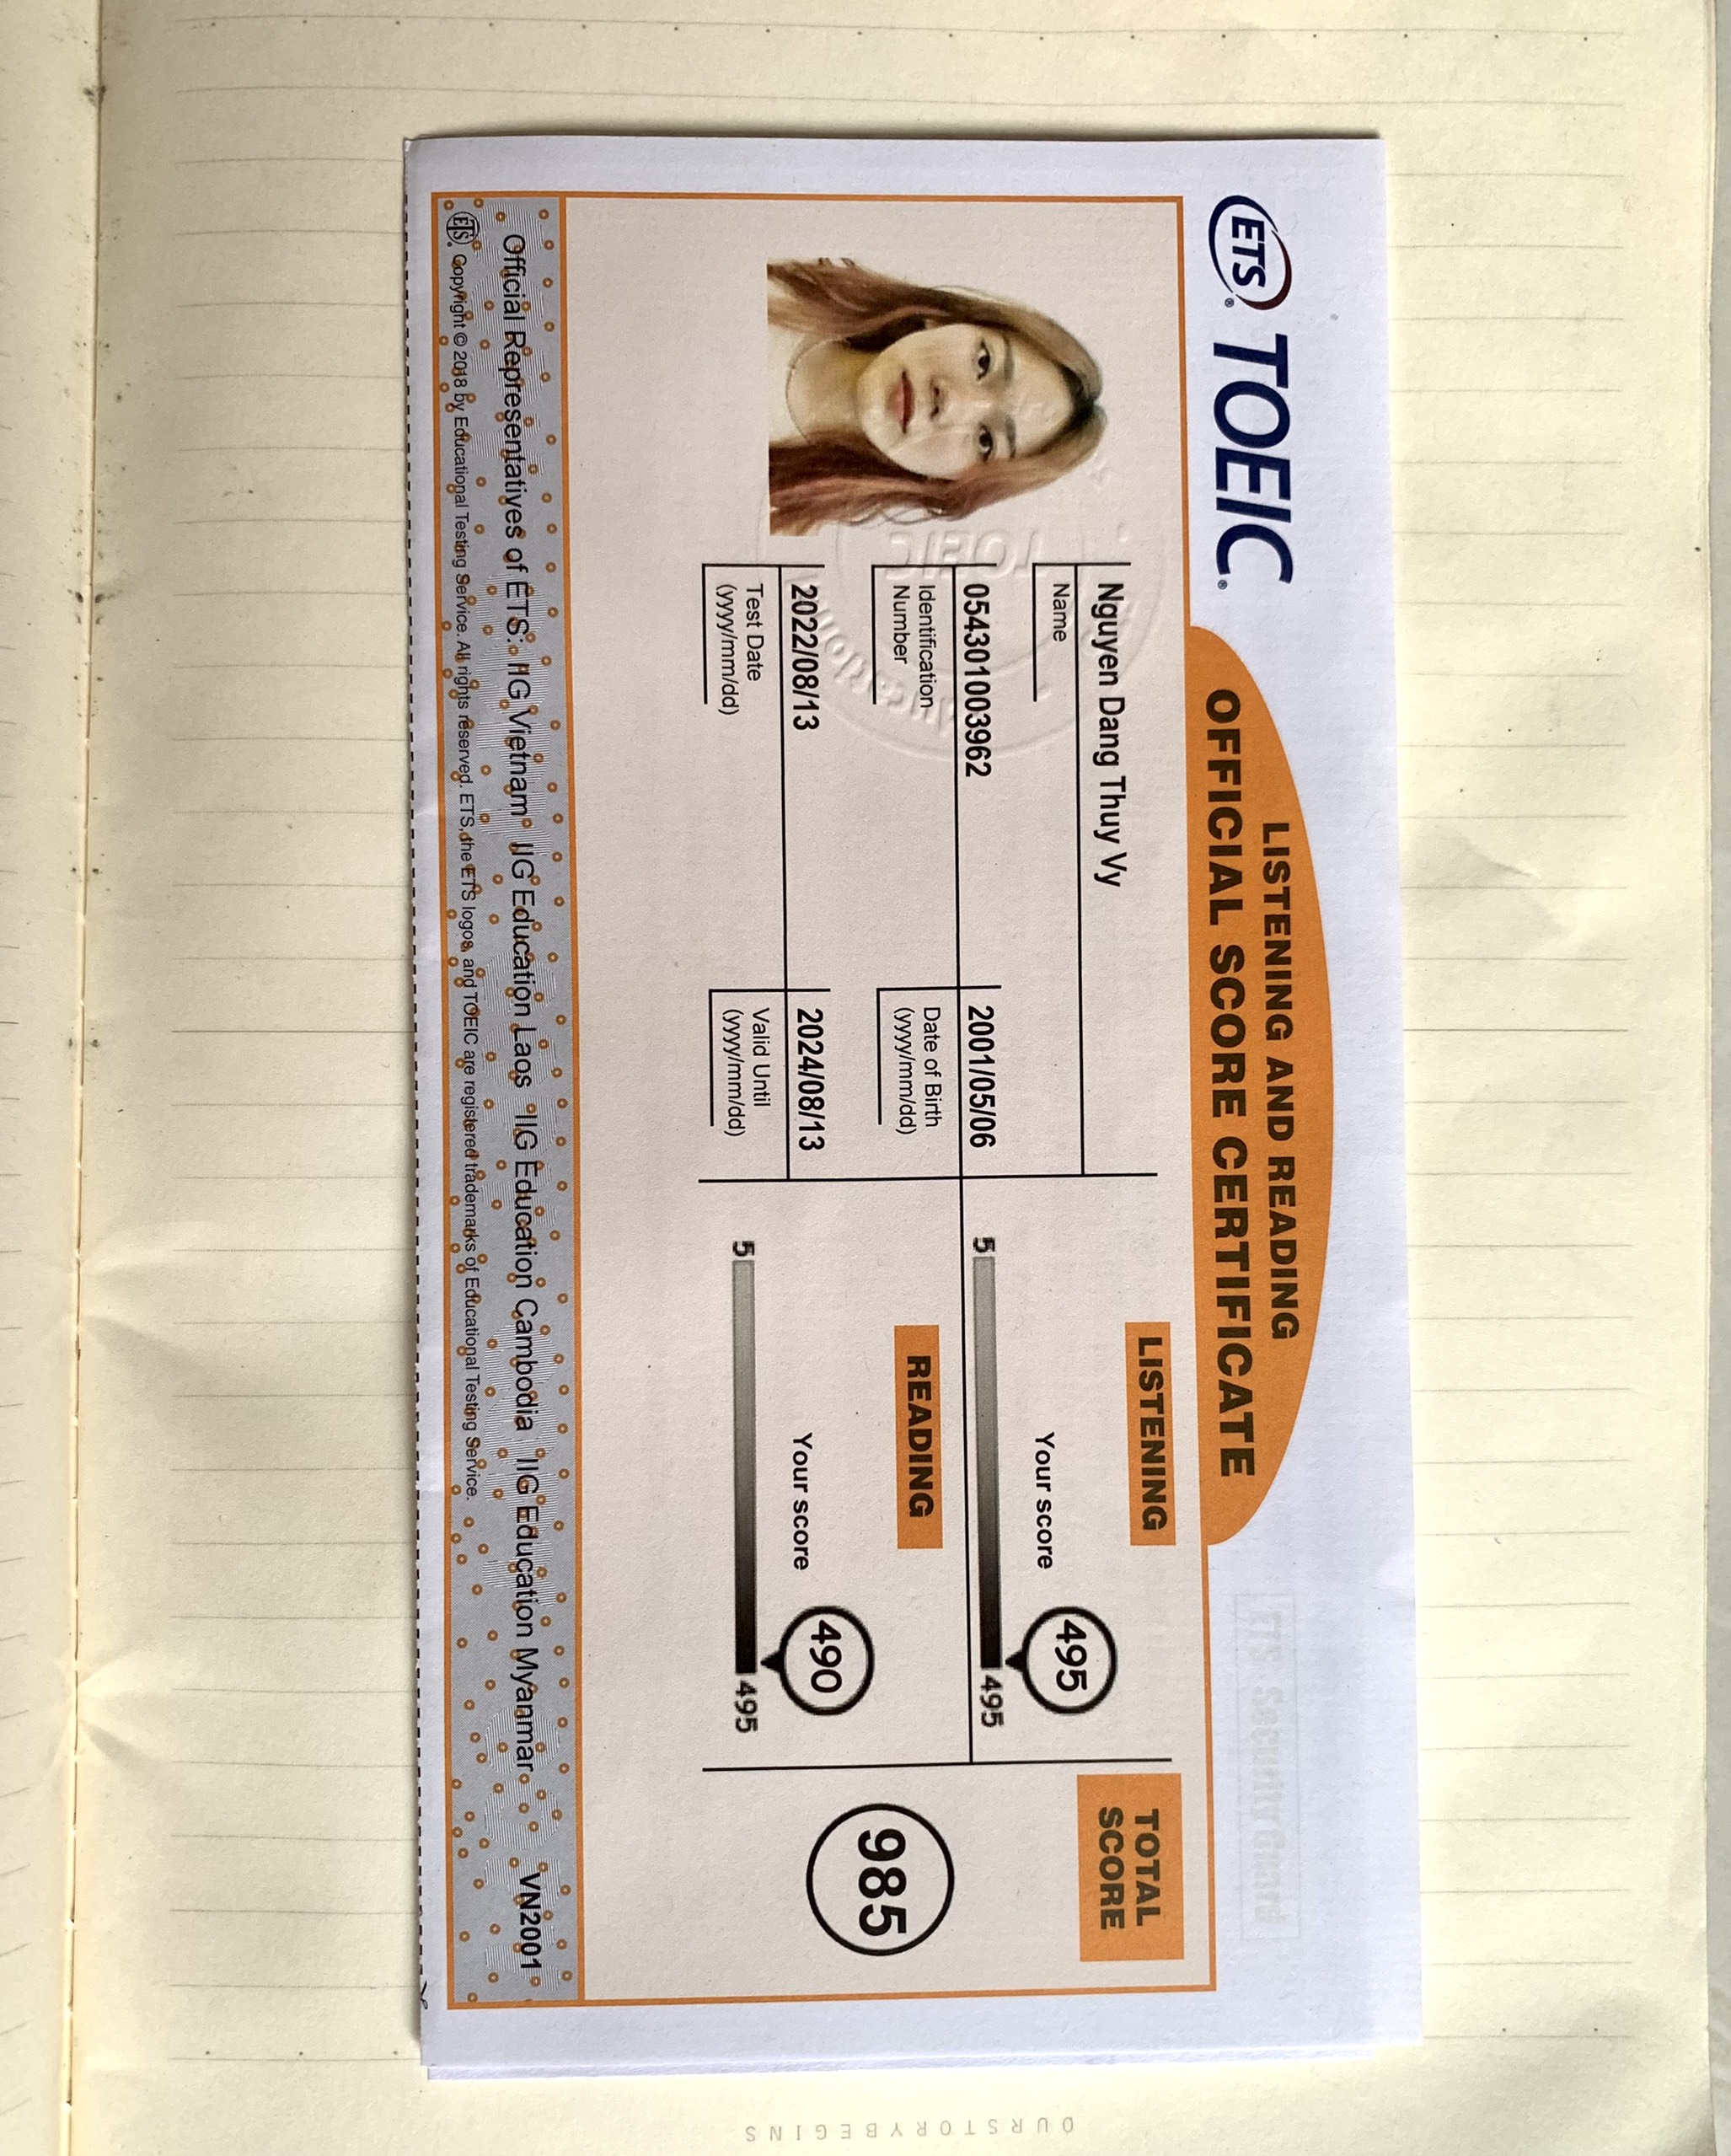 ETS® TOEIC®
LISTENING AND READING
OFFICIAL SCORE CERTIFICATE
ETS Security Guard
Nguyen Dang Thuy Vy
Name
054301003962
Identification
Number
2001/05/06
Date of Birth
(yyyy/mm/dd)
2022/08/13
Test Date
(yyyy/mm/dd)
2024/08/13
Valid Until
(yyyy/mm/dd)
LISTENING
Your score 495
5 495
READING
Your score 490
5 495
TOTAL
SCORE
985
TOEIC
Official Representatives of ETS: IIG Vietnam IIG Education Laos IIG Education Cambodia IIG Education Myanmar VN2001
ETS® Copyright © 2018 by Educational Testing Service. All rights reserved. ETS, the ETS logos, and TOEIC are registered trademarks of Educational Testing Service.
OURSTORYBEGINS